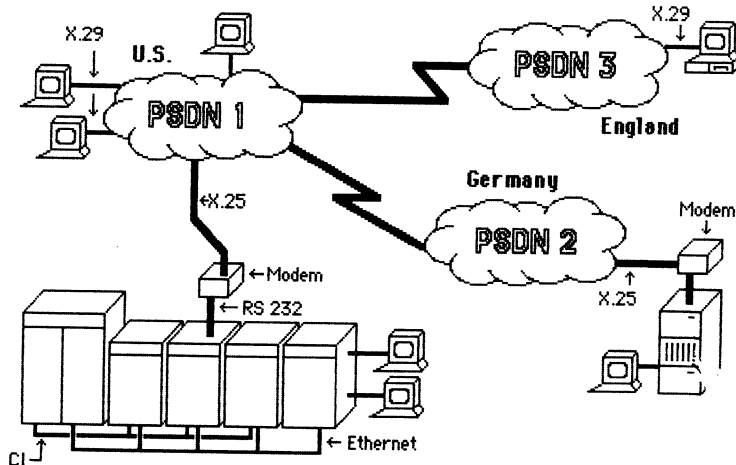 X.29
U.S.
X.29
PSDN 3
PSDN 1
England
Germany
X.25
Modem
PSDN 2
Modem
RS 232
X.25
Ethernet
CI